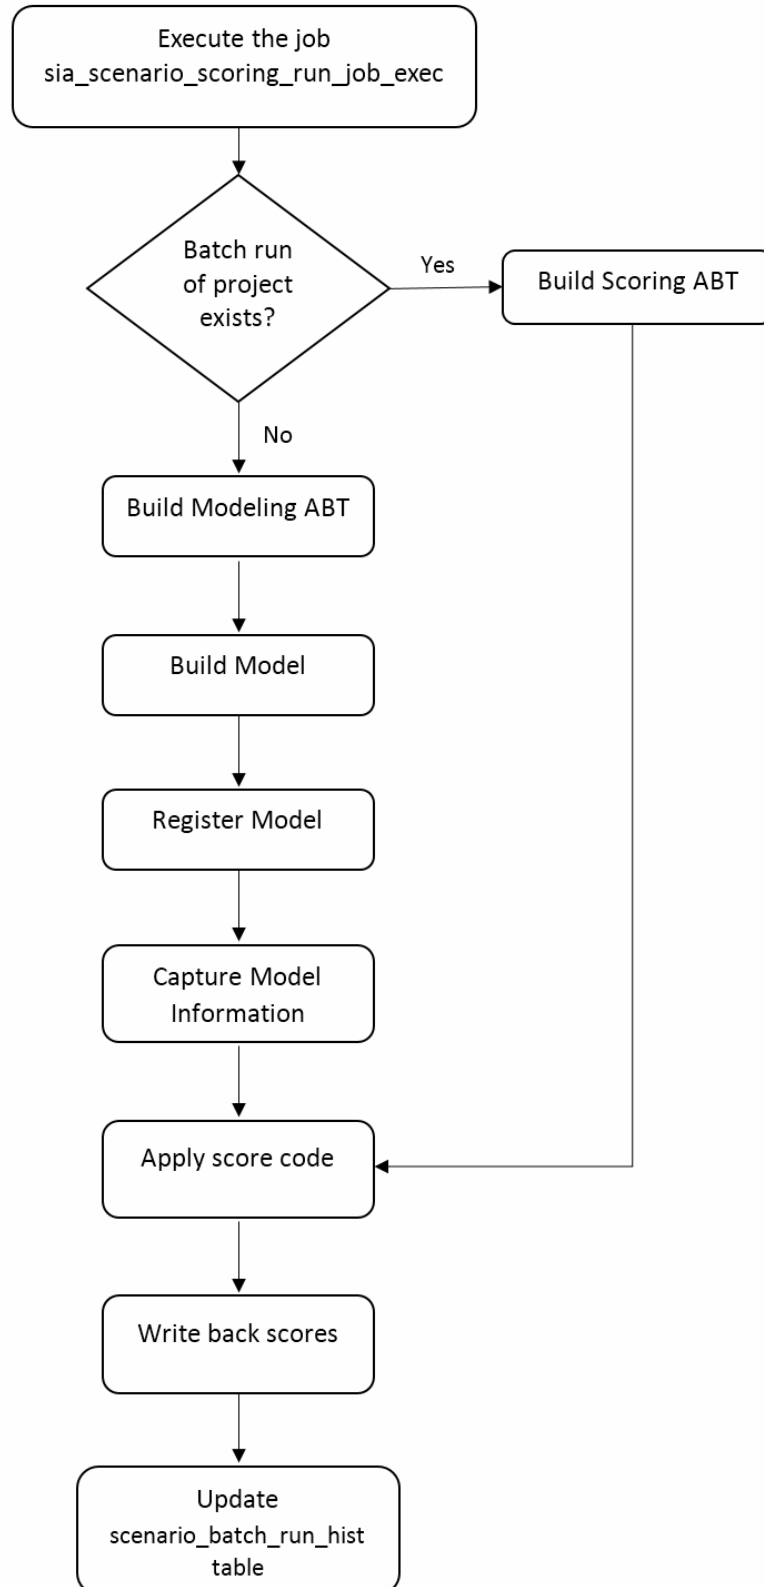 Execute the job
sia_scenario_scoring_run_job_exec
Batch run
of project
exists?
Yes
Build Scoring ABT
No
Build Modeling ABT
Build Model
Register Model
Capture Model
Information
Apply score code
Write back scores
Update
scenario_batch_run_hist
table